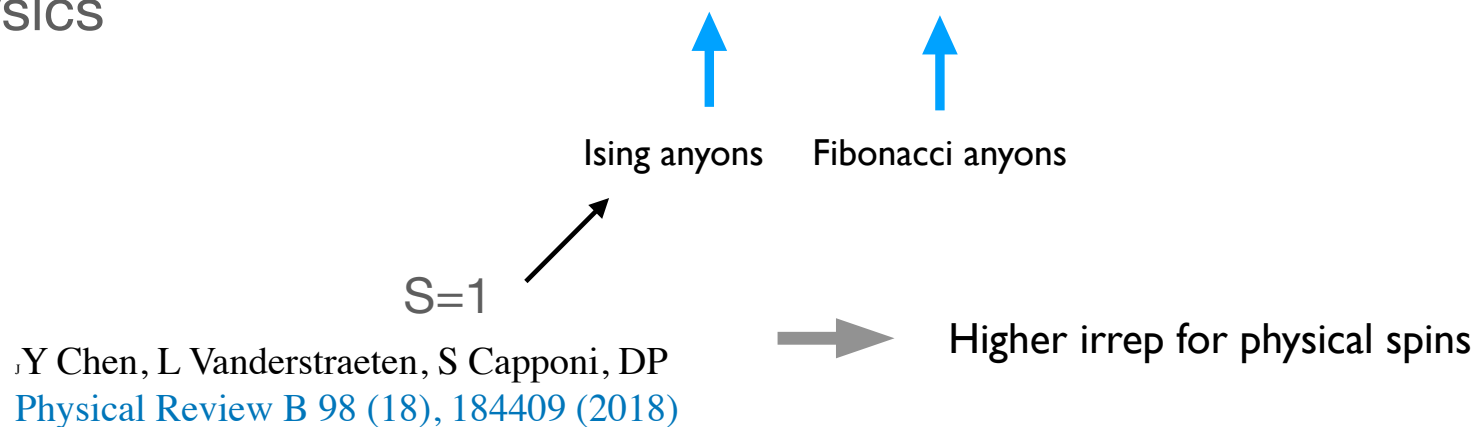 Ising anyons Fibonacci anyons
S=1
Higher irrep for physical spins
JY Chen, L Vanderstraeten, S Capponi, DP
Physical Review B 98 (18), 184409 (2018)